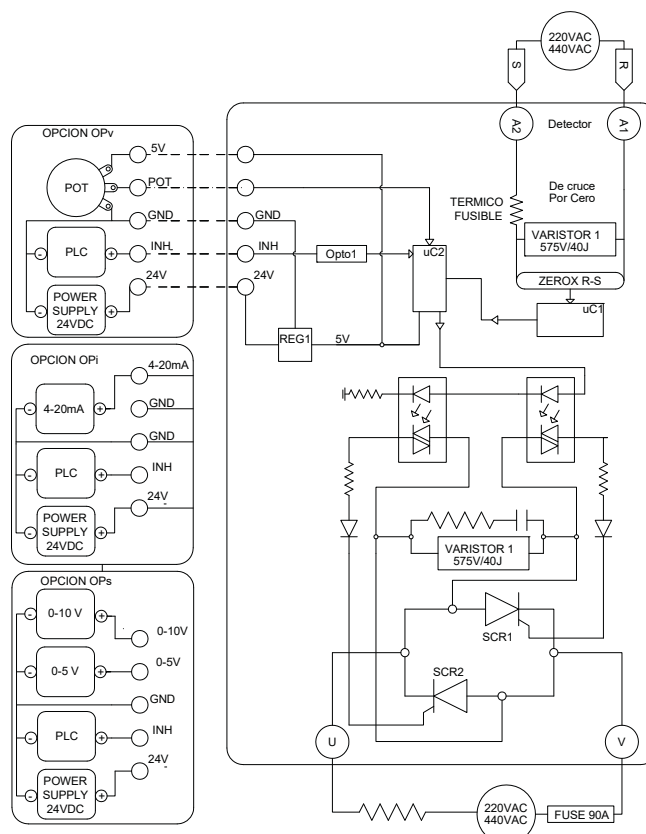 220VAC
440VAC
S
R
A2
Detector
A1
De cruce
Por Cero
TERMICO
FUSIBLE
VARISTOR 1
575V/40J
ZEROX R-S
uC1
OPCION OPv
5V
POT
POT
GND
GND
PLC
INH
INH
Opto1
uC2
24V
24V
POWER
SUPPLY
24VDC
REG1
5V
OPCION OPi
4-20mA
4-20mA
GND
GND
PLC
INH
24V
POWER
SUPPLY
24VDC
VARISTOR 1
575V/40J
SCR1
SCR2
OPCION OPs
0-10 V
0-10V
0-5 V
0-5V
GND
PLC
INH
24V
POWER
SUPPLY
24VDC
U
V
220VAC
440VAC
FUSE 90A